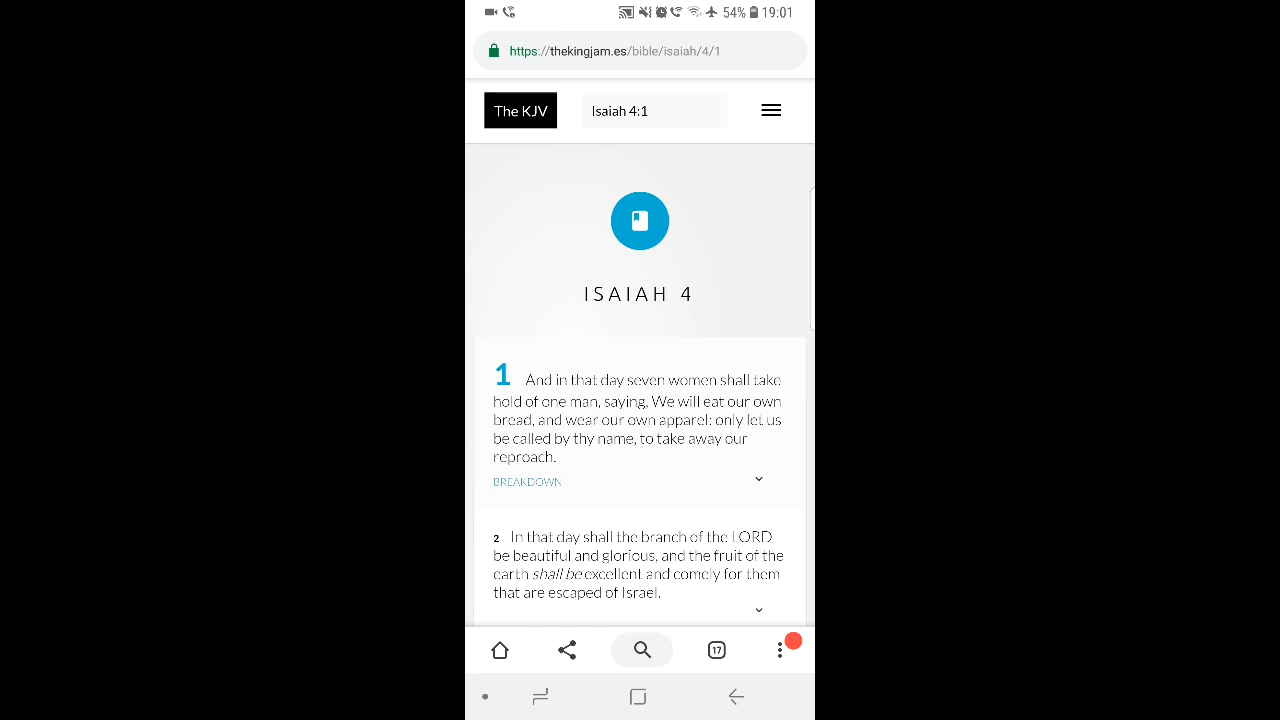 54% 19:01
https://thekingjam.es/bible/isaiah/4/1
The KJV
Isaiah 4:1
ISAIAH 4
1 And in that day seven women shall take
hold of one man, saying, We will eat our own
bread, and wear our own apparel: only let us
be called by thy name, to take away our
reproach.
BREAKDOWN
2 In that day shall the branch of the LORD
be beautiful and glorious, and the fruit of the
earth shall be excellent and comely for them
that are escaped of Israel.
17